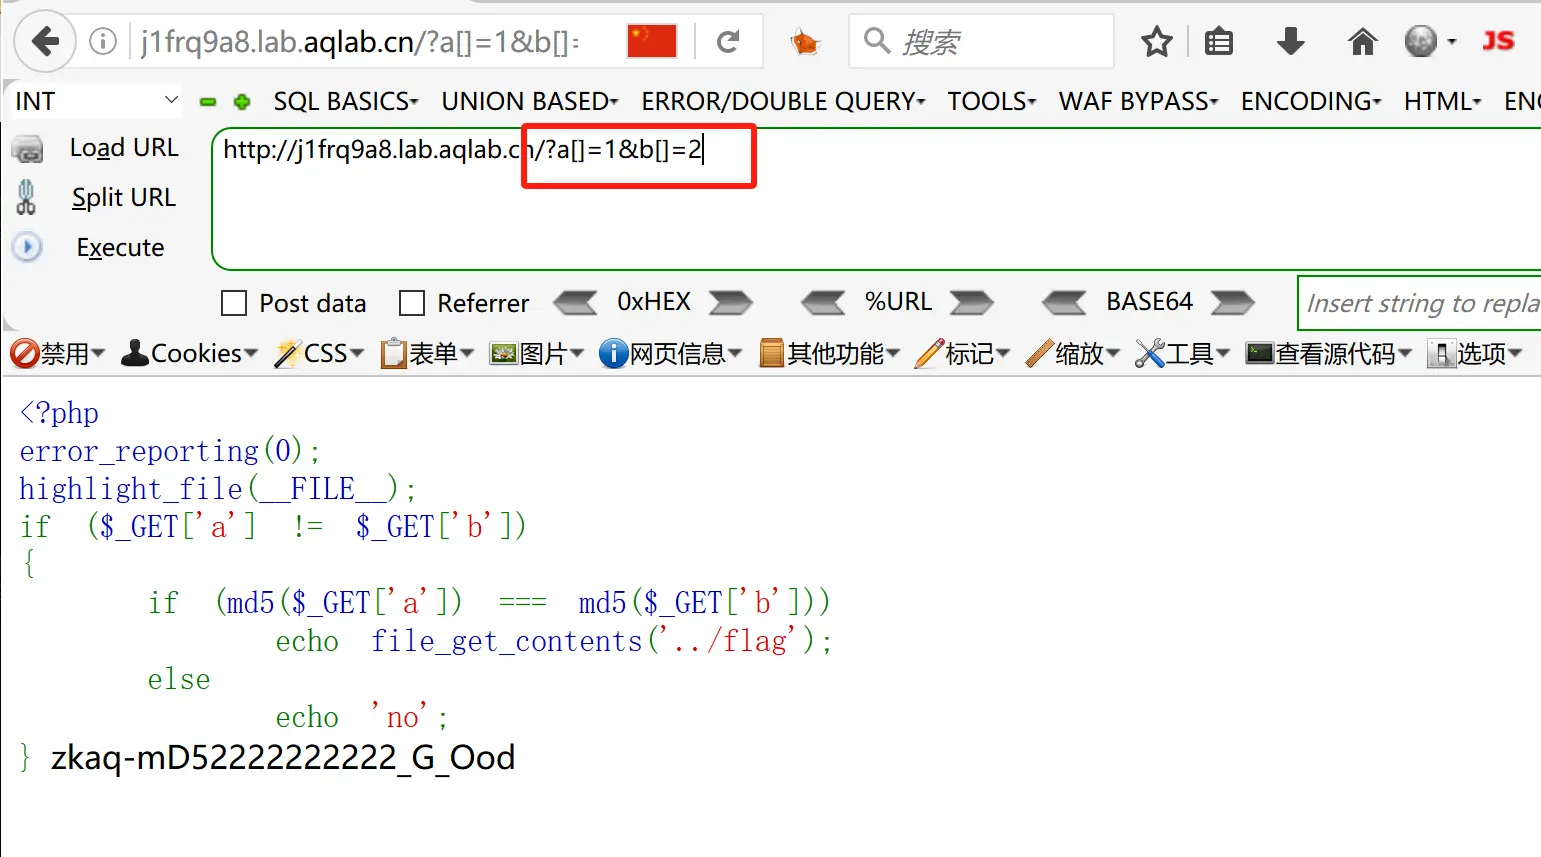 j1frq9a8.lab.aqlab.cn/?a[]=1&b[]=
搜索
JS
INT
SQL BASICS
UNION BASED
ERROR/DOUBLE QUERY
TOOLS
WAF BYPASS
ENCODING
HTML
ENC
Load URL
http://j1frq9a8.lab.aqlab.cn/?a[]=1&b[]=2
Split URL
Execute
Post data
Referrer
0xHEX
%URL
BASE64
Insert string to repla
禁用
Cookies
CSS
表单
图片
网页信息
其他功能
标记
缩放
工具
查看源代码
选项
<?php
error_reporting(0);
highlight_file(__FILE__);
if ($_GET['a'] != $_GET['b'])
{
if (md5($_GET['a']) === md5($_GET['b']))
echo file_get_contents('../flag');
else
echo 'no';
} zkaq-mD52222222222_G_Ood